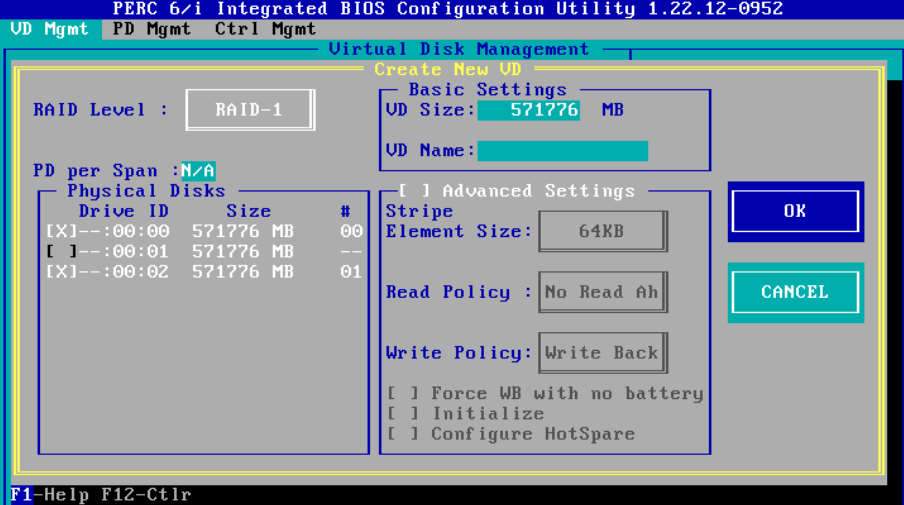 PERC 6/i Integrated BIOS Configuration Utility 1.22.12-0952
VD Mgmt PD Mgmt Ctrl Mgmt
Virtual Disk Management
Create New VD
RAID Level : RAID-1
PD per Span :N/A
Physical Disks
Drive ID Size #
[X]--:00:00 571776 MB 00
[ ]--:00:01 571776 MB --
[X]--:00:02 571776 MB 01
Basic Settings
VD Size: 571776 MB
VD Name:
[ ] Advanced Settings
Stripe
Element Size: 64KB
Read Policy : No Read Ah
Write Policy: Write Back
[ ] Force WB with no battery
[ ] Initialize
[ ] Configure HotSpare
OK
CANCEL
F1-Help F12-Ctlr